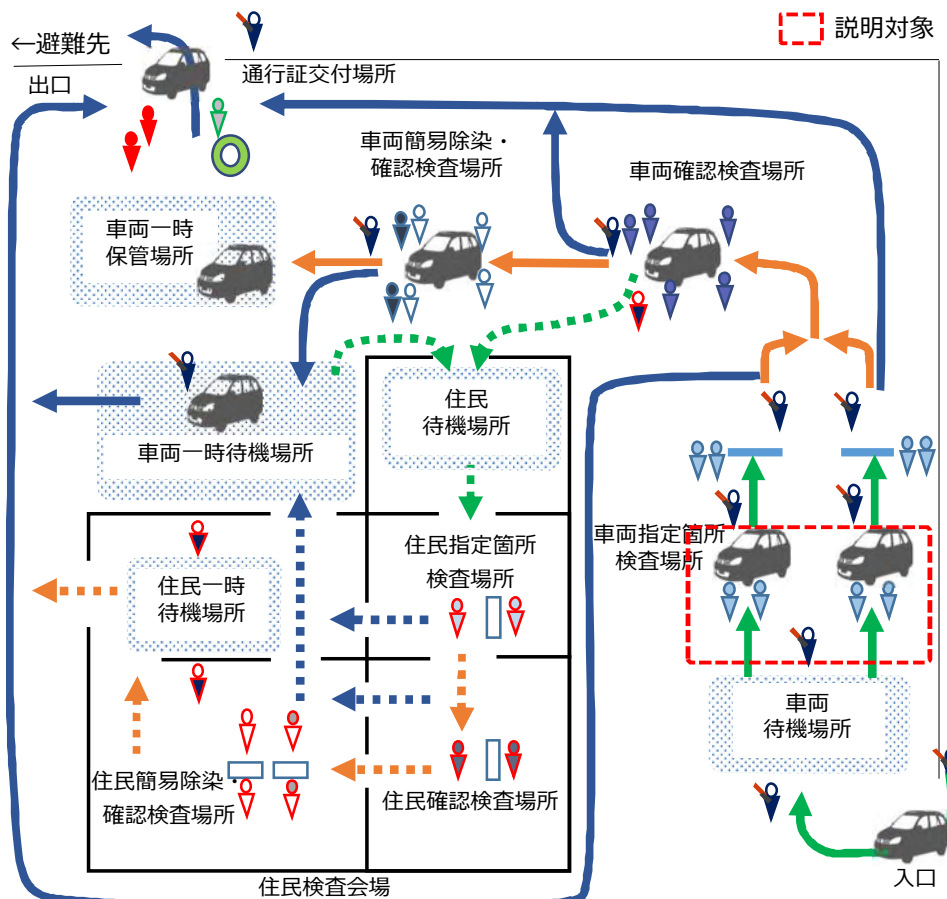 ←避難先
出口
通行証交付場所
説明対象
車両簡易除染・
確認検査場所
車両確認検査場所
車両一時
保管場所
住民
待機場所
車両一時待機場所
住民指定箇所
検査場所
車両指定箇所
検査場所
住民一時
待機場所
車両
待機場所
住民簡易除染・
確認検査場所
住民確認検査場所
入口
住民検査会場